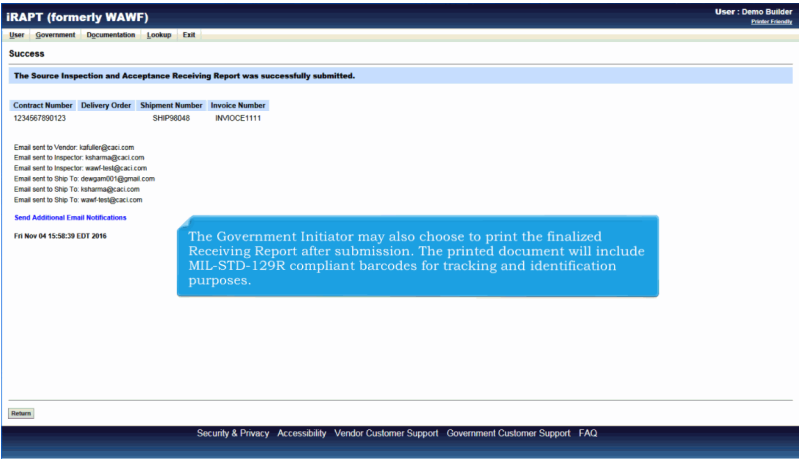 iRAPT (formerly WAWF)
User : Demo Builder
Printer Friendly
User Government Documentation Lookup Exit
Success
The Source Inspection and Acceptance Receiving Report was successfully submitted.
Contract Number Delivery Order Shipment Number Invoice Number
1234567890123 SHIP98048 INVIOCE1111
Email sent to Vendor: kafuller@caci.com
Email sent to Inspector: ksharma@caci.com
Email sent to Inspector: wawf-test@caci.com
Email sent to Ship To: dewgam001@gmail.com
Email sent to Ship To: ksharma@caci.com
Email sent to Ship To: wawf-test@caci.com
Send Additional Email Notifications
Fri Nov 04 15:58:39 EDT 2016
The Government Initiator may also choose to print the finalized
Receiving Report after submission. The printed document will include
MIL-STD-129R compliant barcodes for tracking and identification
purposes.
Return
Security & Privacy Accessibility Vendor Customer Support Government Customer Support FAQ